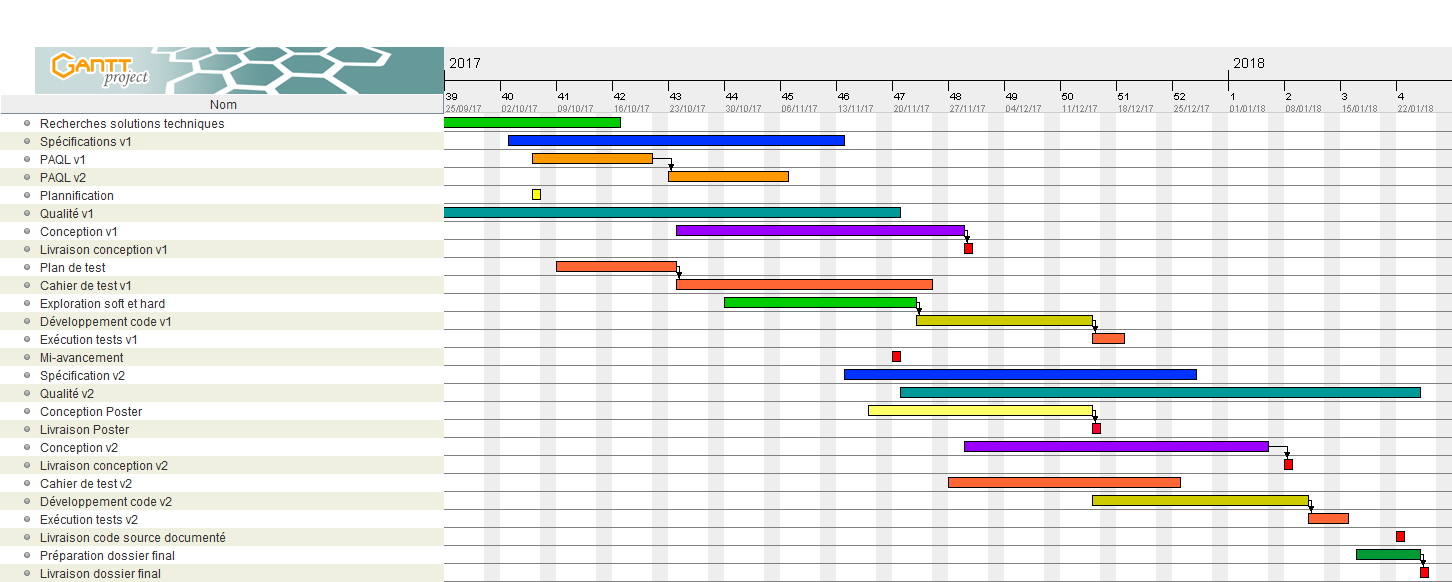 GANTT
project
2017
2018
39 40 41 42 43 44 45 46 47 48 49 50 51 52 1 2 3 4
Nom
25/09/17 02/10/17 09/10/17 16/10/17 23/10/17 30/10/17 06/11/17 13/11/17 20/11/17 27/11/17 04/12/17 11/12/17 18/12/17 25/12/17 01/01/18 08/01/18 15/01/18 22/01/18
Recherches solutions techniques
Spécifications v1
PAQL v1
PAQL v2
Plannification
Qualité v1
Conception v1
Livraison conception v1
Plan de test
Cahier de test v1
Exploration soft et hard
Développement code v1
Exécution tests v1
Mi-avancement
Spécification v2
Qualité v2
Conception Poster
Livraison Poster
Conception v2
Livraison conception v2
Cahier de test v2
Développement code v2
Exécution tests v2
Livraison code source documenté
Préparation dossier final
Livraison dossier final